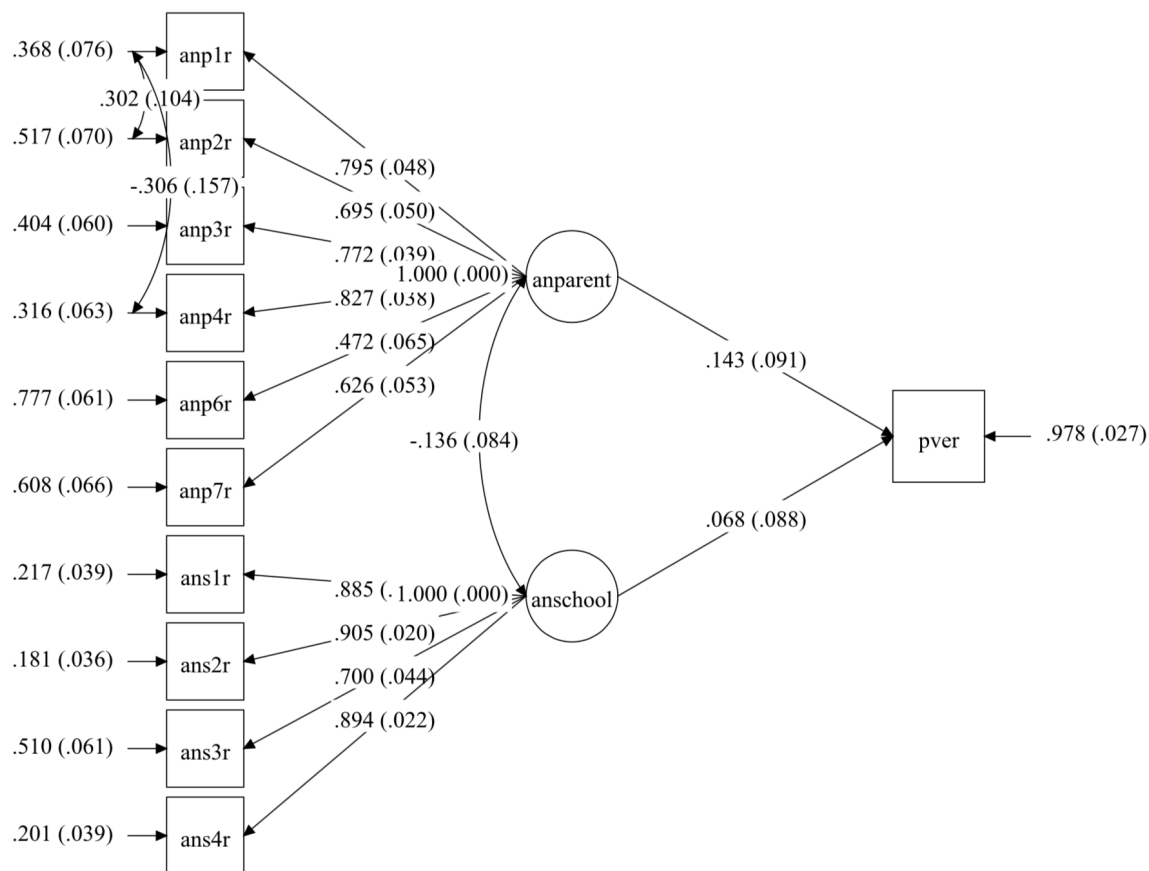 .368 (.076)
anp1r
.302 (.104)
.517 (.070)
anp2r
.795 (.048)
-.306 (.157)
.695 (.050)
.404 (.060)
anp3r
.772 (.039)
1.000 (.000)
anparent
.316 (.063)
anp4r
.827 (.038)
.472 (.065)
.143 (.091)
.777 (.061)
anp6r
.626 (.053)
-.136 (.084)
pver
.978 (.027)
.608 (.066)
anp7r
.068 (.088)
.217 (.039)
ans1r
.885 (.
1.000 (.000)
anschool
.905 (.020)
.181 (.036)
ans2r
.700 (.044)
.894 (.022)
.510 (.061)
ans3r
.201 (.039)
ans4r